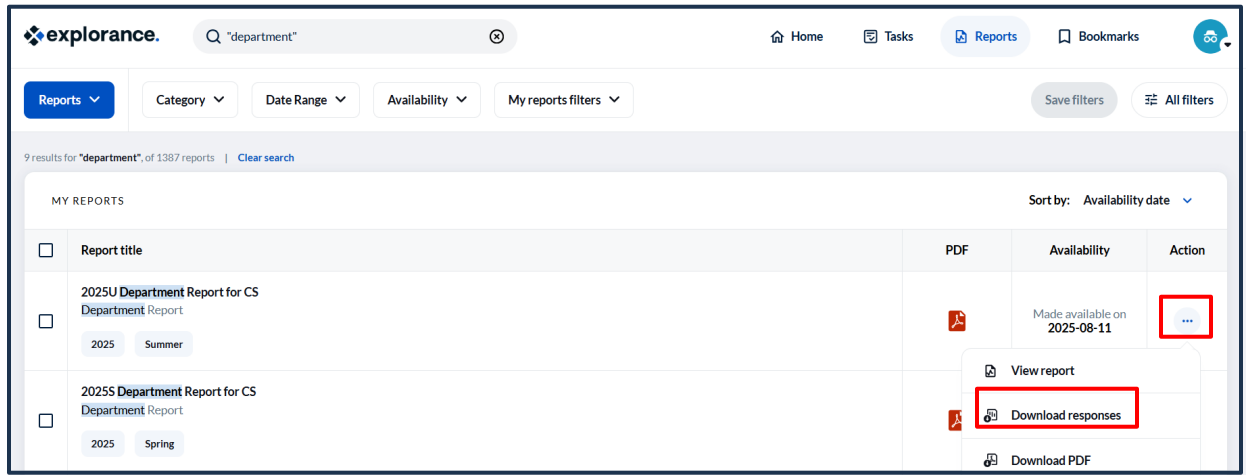 explorance. "department" Home Tasks Reports Bookmarks
Reports Category Date Range Availability My reports filters Save filters All filters
9 results for "department", of 1387 reports | Clear search
MY REPORTS Sort by: Availability date
Report title PDF Availability Action
2025U Department Report for CS
Department Report
Made available on
2025-08-11
2025 Summer
View report
2025S Department Report for CS
Department Report
Download responses
2025 Spring
Download PDF